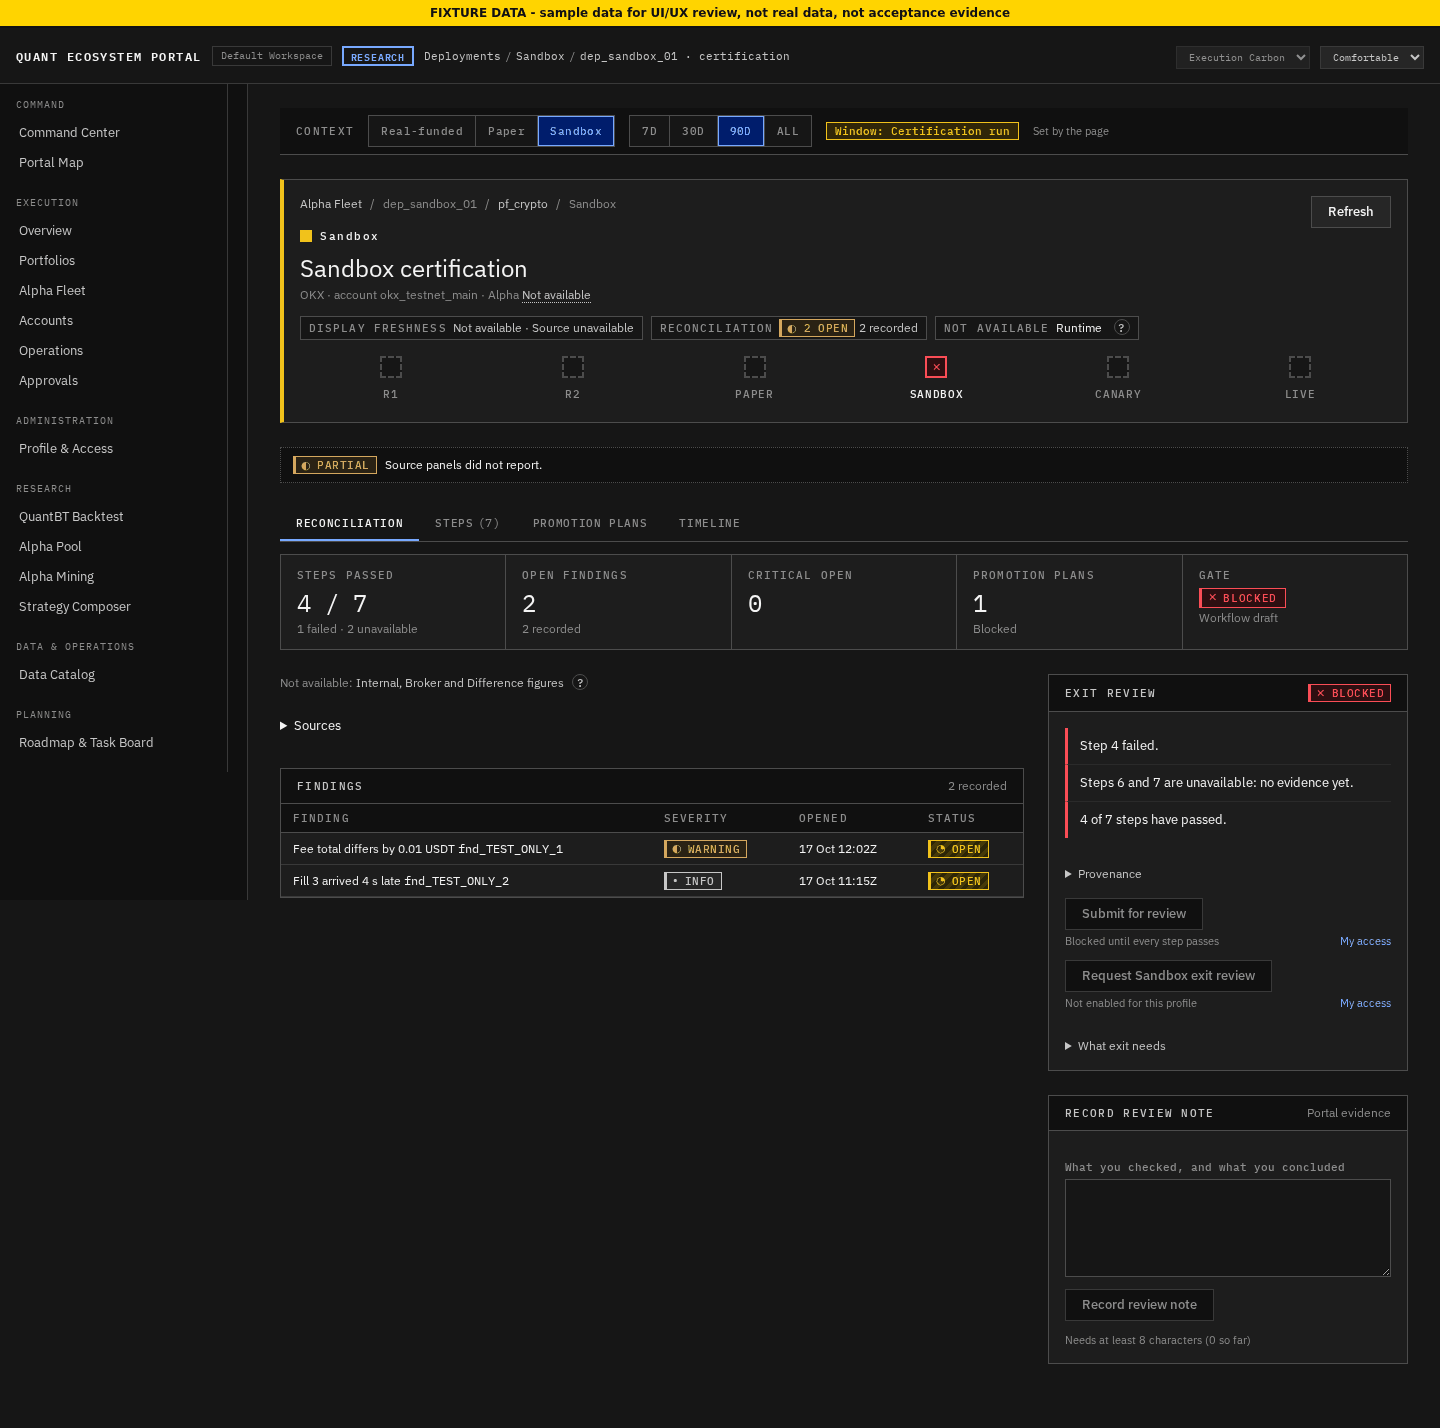 FIXTURE DATA - sample data for UI/UX review, not real data, not acceptance evidence
QUANT ECOSYSTEM PORTAL Default Workspace RESEARCH Deployments / Sandbox / dep_sandbox_01 · certification Execution Carbon Comfortable
COMMAND
Command Center
Portal Map
EXECUTION
Overview
Portfolios
Alpha Fleet
Accounts
Operations
Approvals
ADMINISTRATION
Profile & Access
RESEARCH
QuantBT Backtest
Alpha Pool
Alpha Mining
Strategy Composer
DATA & OPERATIONS
Data Catalog
PLANNING
Roadmap & Task Board
CONTEXT Real-funded Paper Sandbox 7D 30D 90D ALL Window: Certification run Set by the page
Alpha Fleet / dep_sandbox_01 / pf_crypto / Sandbox
Refresh
Sandbox
Sandbox certification
OKX · account okx_testnet_main · Alpha Not available
DISPLAY FRESHNESS Not available · Source unavailable RECONCILIATION ◐ 2 OPEN 2 recorded NOT AVAILABLE Runtime ?
✕
R1 R2 PAPER SANDBOX CANARY LIVE
◐ PARTIAL Source panels did not report.
RECONCILIATION STEPS (7) PROMOTION PLANS TIMELINE
STEPS PASSED
4 / 7
1 failed · 2 unavailable
OPEN FINDINGS
2
2 recorded
CRITICAL OPEN
0
PROMOTION PLANS
1
Blocked
GATE
✕ BLOCKED
Workflow draft
Not available: Internal, Broker and Difference figures ?
▶ Sources
FINDINGS 2 recorded
FINDING SEVERITY OPENED STATUS
Fee total differs by 0.01 USDT fnd_TEST_ONLY_1 ◐ WARNING 17 Oct 12:02Z ◔ OPEN
Fill 3 arrived 4 s late fnd_TEST_ONLY_2 • INFO 17 Oct 11:15Z ◔ OPEN
EXIT REVIEW ✕ BLOCKED
Step 4 failed.
Steps 6 and 7 are unavailable: no evidence yet.
4 of 7 steps have passed.
▶ Provenance
Submit for review
Blocked until every step passes My access
Request Sandbox exit review
Not enabled for this profile My access
▶ What exit needs
RECORD REVIEW NOTE Portal evidence
What you checked, and what you concluded
Record review note
Needs at least 8 characters (0 so far)